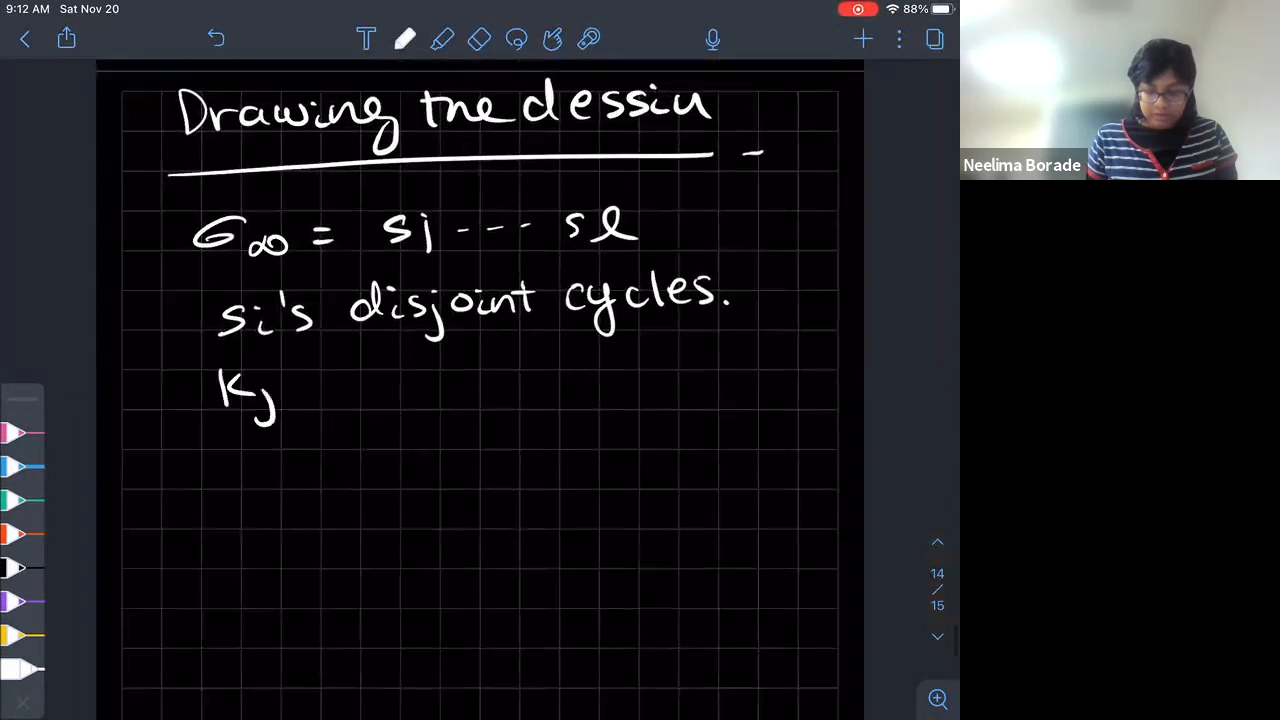 9:12 AM Sat Nov 20
88%
Drawing the dessin -
σ∞ = sj --- sl
si's disjoint cycles.
Kj
Neelima Borade
14
/
15